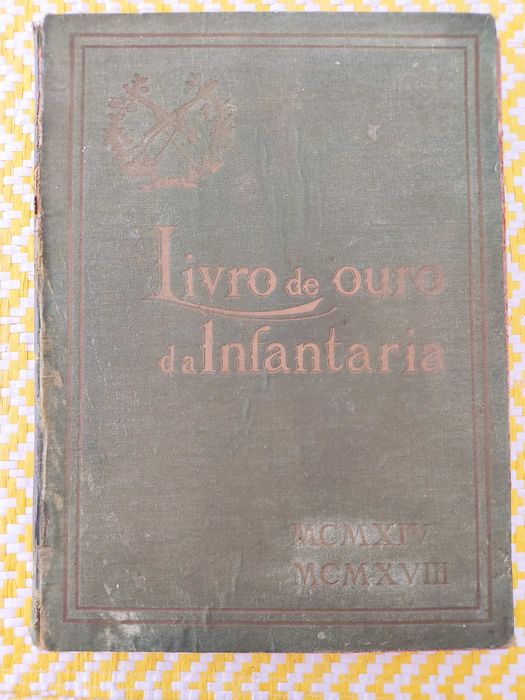 Livro de ouro
da Infantaria
MCMXIV
MCMXVIII